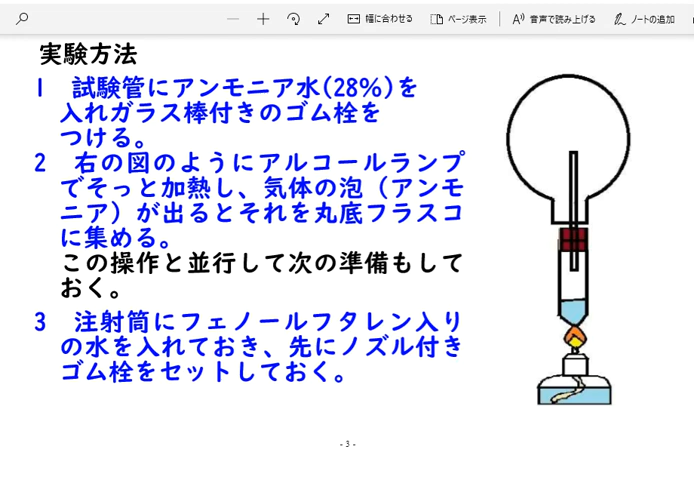 幅に合わせる ページ表示 音声で読み上げる ノートの追加
実験方法
1 試験管にアンモニア水(28%)を
入れガラス棒付きのゴム栓を
つける。
2 右の図のようにアルコールランプ
でそっと加熱し、気体の泡（アンモ
ニア）が出るとそれを丸底フラスコ
に集める。
この操作と並行して次の準備もして
おく。
3 注射筒にフェノールフタレン入り
の水を入れておき、先にノズル付き
ゴム栓をセットしておく。
- 3 -